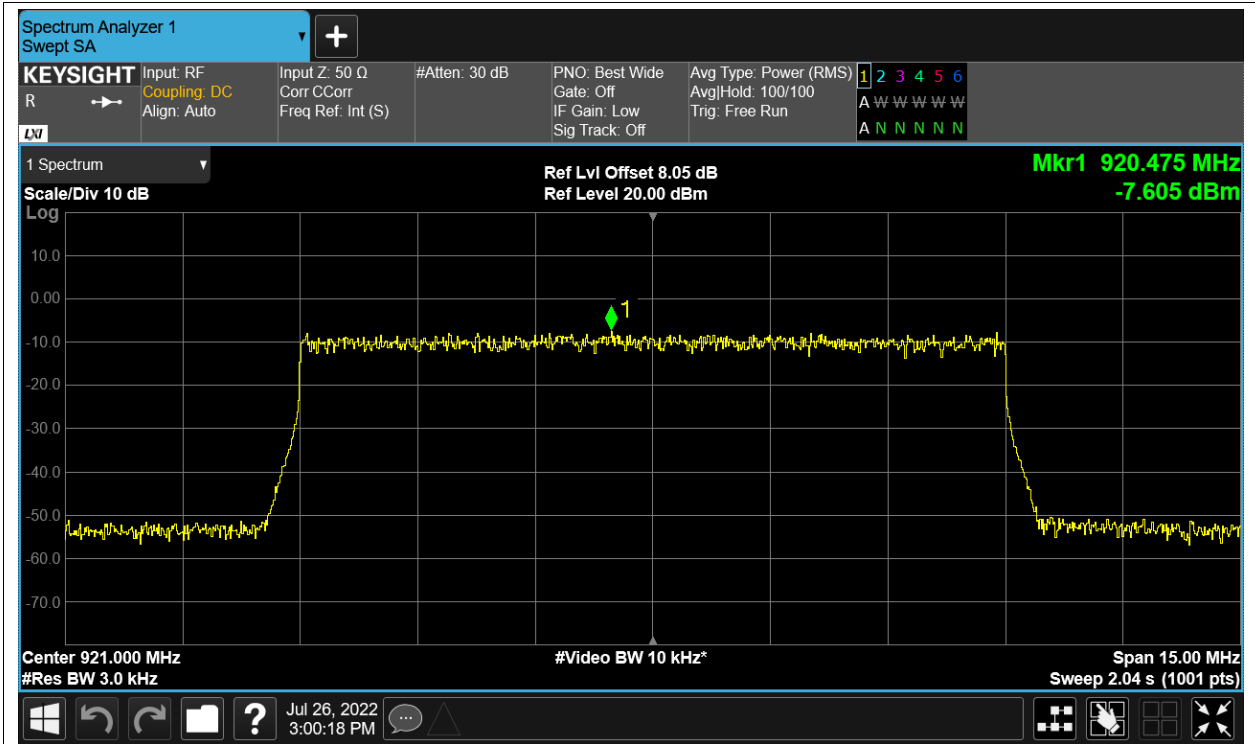 Spectrum Analyzer 1
Swept SA
+
KEYSIGHT
R
LXI
Input: RF
Coupling: DC
Align: Auto
Input Z: 50 Ω
Corr CCorr
Freq Ref: Int (S)
#Atten: 30 dB
PNO: Best Wide
Gate: Off
IF Gain: Low
Sig Track: Off
Avg Type: Power (RMS)
Avg|Hold: 100/100
Trig: Free Run
1 2 3 4 5 6
A W W W W W
A N N N N N
1 Spectrum
Scale/Div 10 dB
Log
Ref Lvl Offset 8.05 dB
Ref Level 20.00 dBm
Mkr1 920.475 MHz
-7.605 dBm
10.0
0.00
1
-10.0
-20.0
-30.0
-40.0
-50.0
-60.0
-70.0
Center 921.000 MHz
#Res BW 3.0 kHz
#Video BW 10 kHz*
Span 15.00 MHz
Sweep 2.04 s (1001 pts)
?
Jul 26, 2022
3:00:18 PM